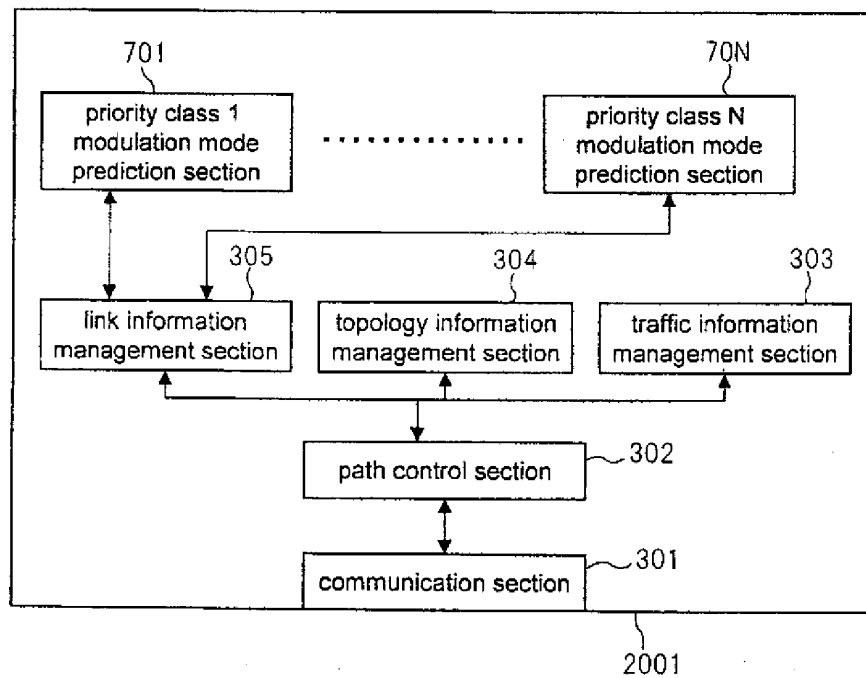 701
70N
priority class 1
modulation mode
prediction section
priority class N
modulation mode
prediction section
305
304
303
link information
management section
topology information
management section
traffic information
management section
path control section
302
communication section
301
2001